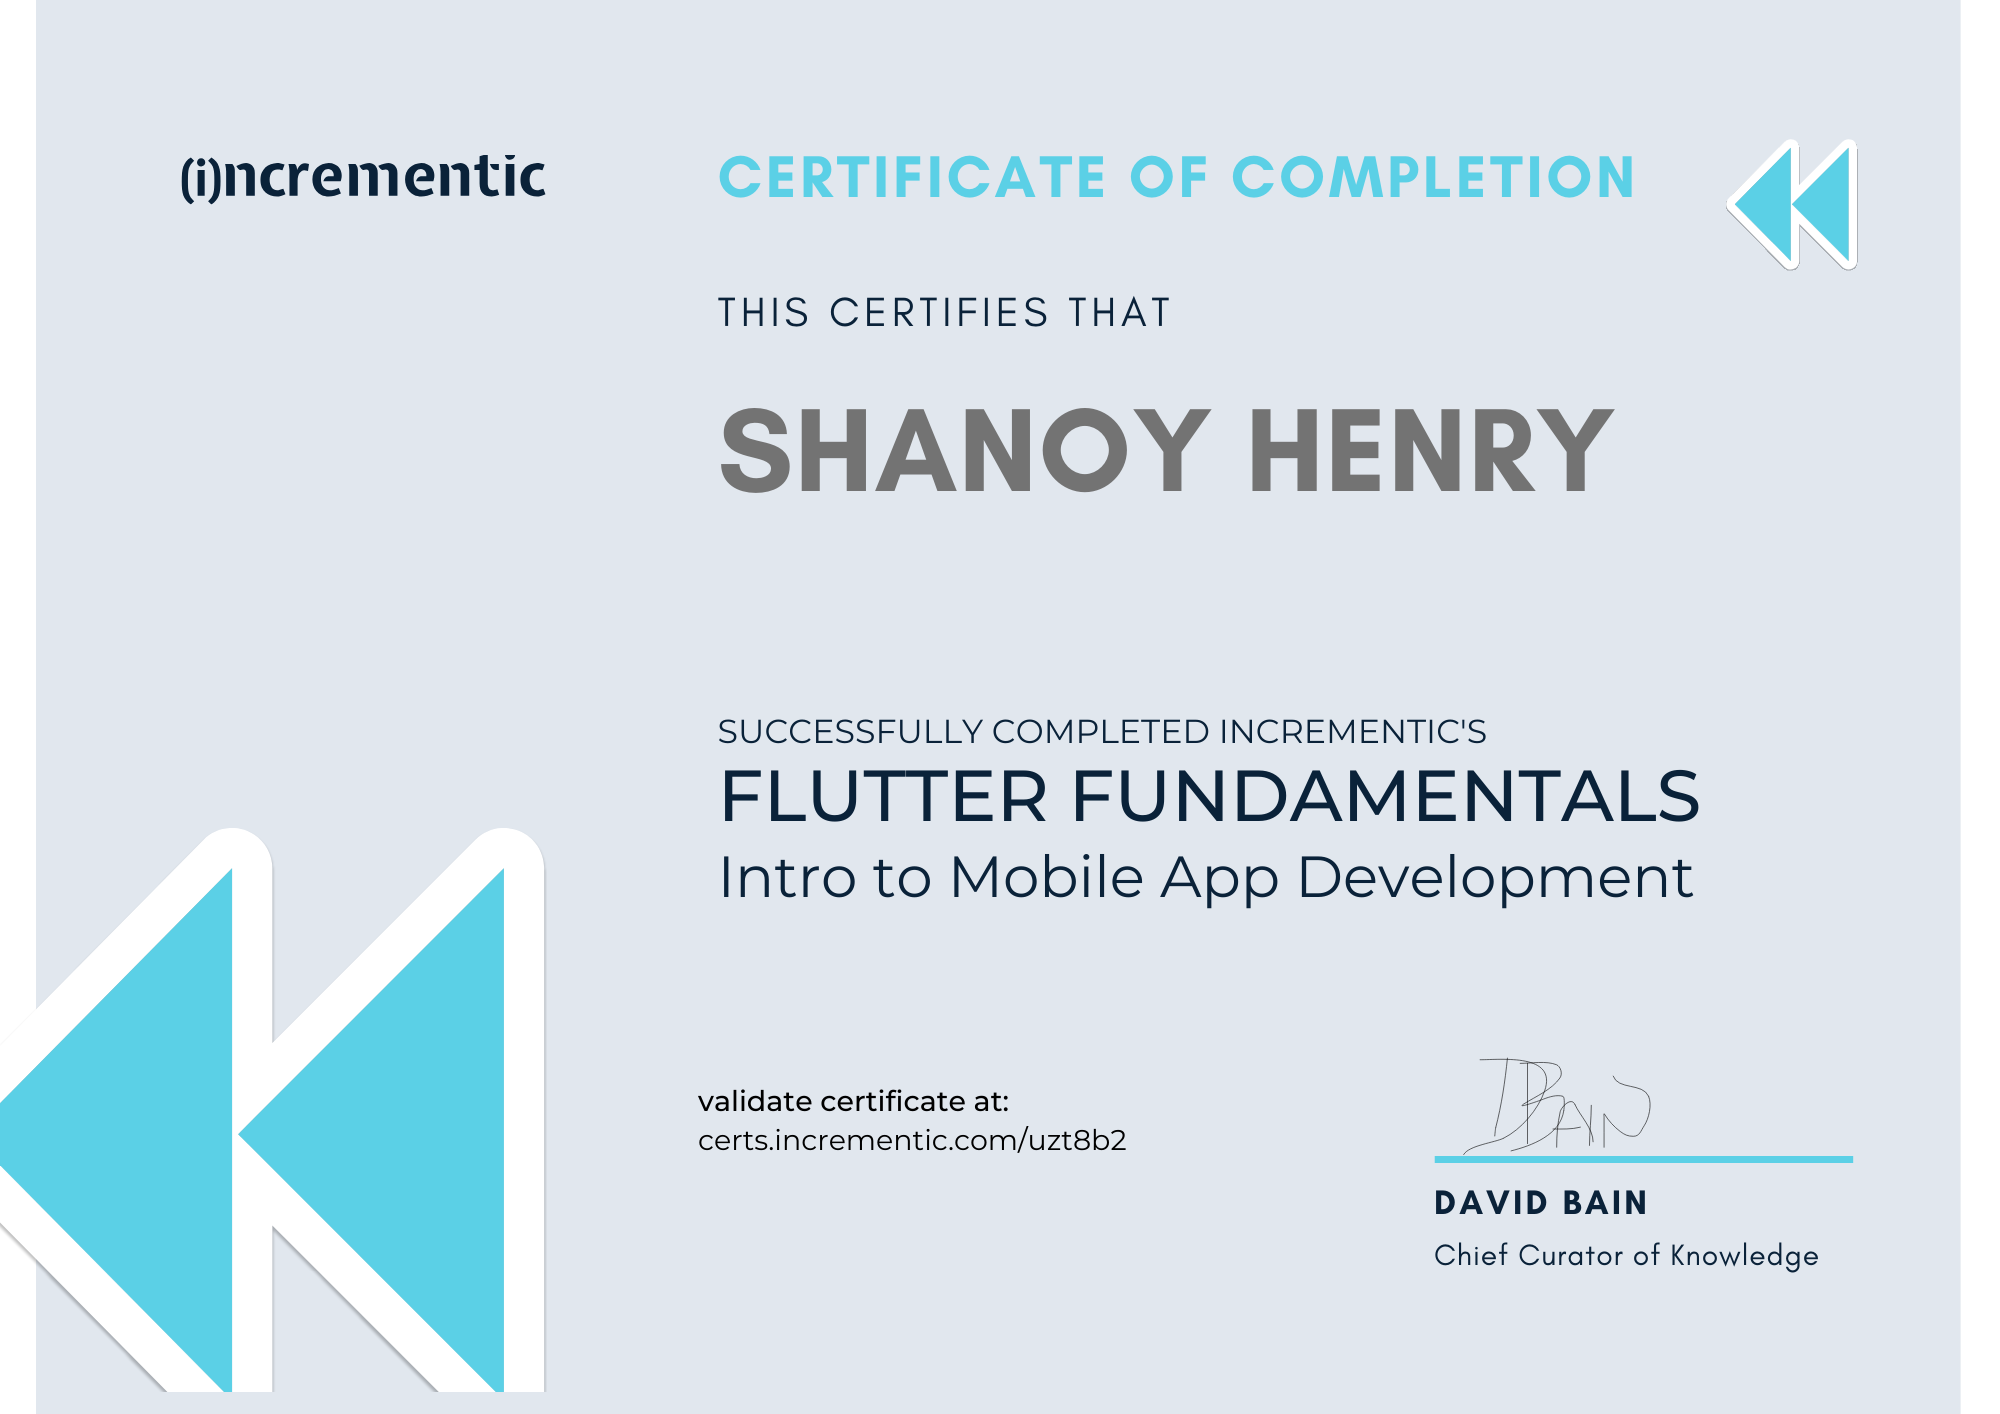 (i)ncrementic
CERTIFICATE OF COMPLETION
THIS CERTIFIES THAT
SHANOY HENRY
SUCCESSFULLY COMPLETED INCREMENTIC'S
FLUTTER FUNDAMENTALS
Intro to Mobile App Development
validate certificate at:
certs.incrementic.com/uzt8b2
DBAIN
DAVID BAIN
Chief Curator of Knowledge